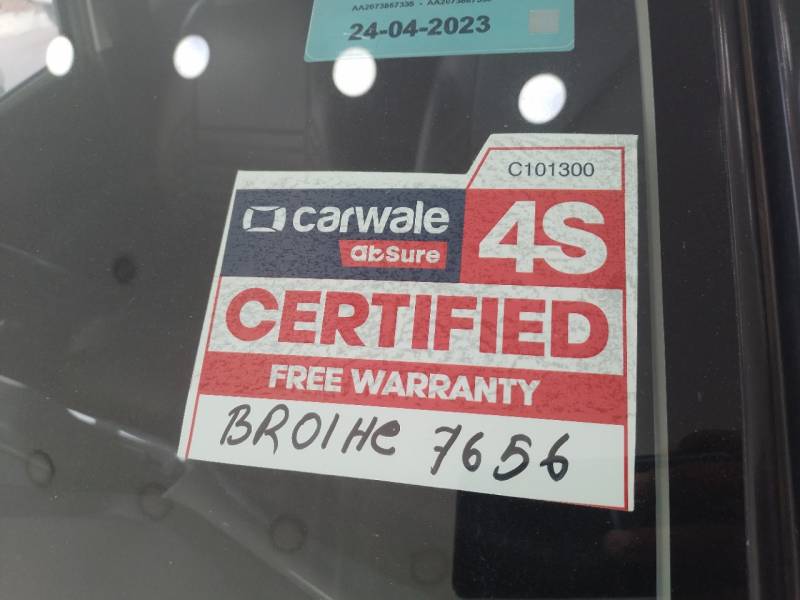 24-04-2023
C101300
carwale
abSure
4S
CERTIFIED
FREE WARRANTY
BR01HC 7656